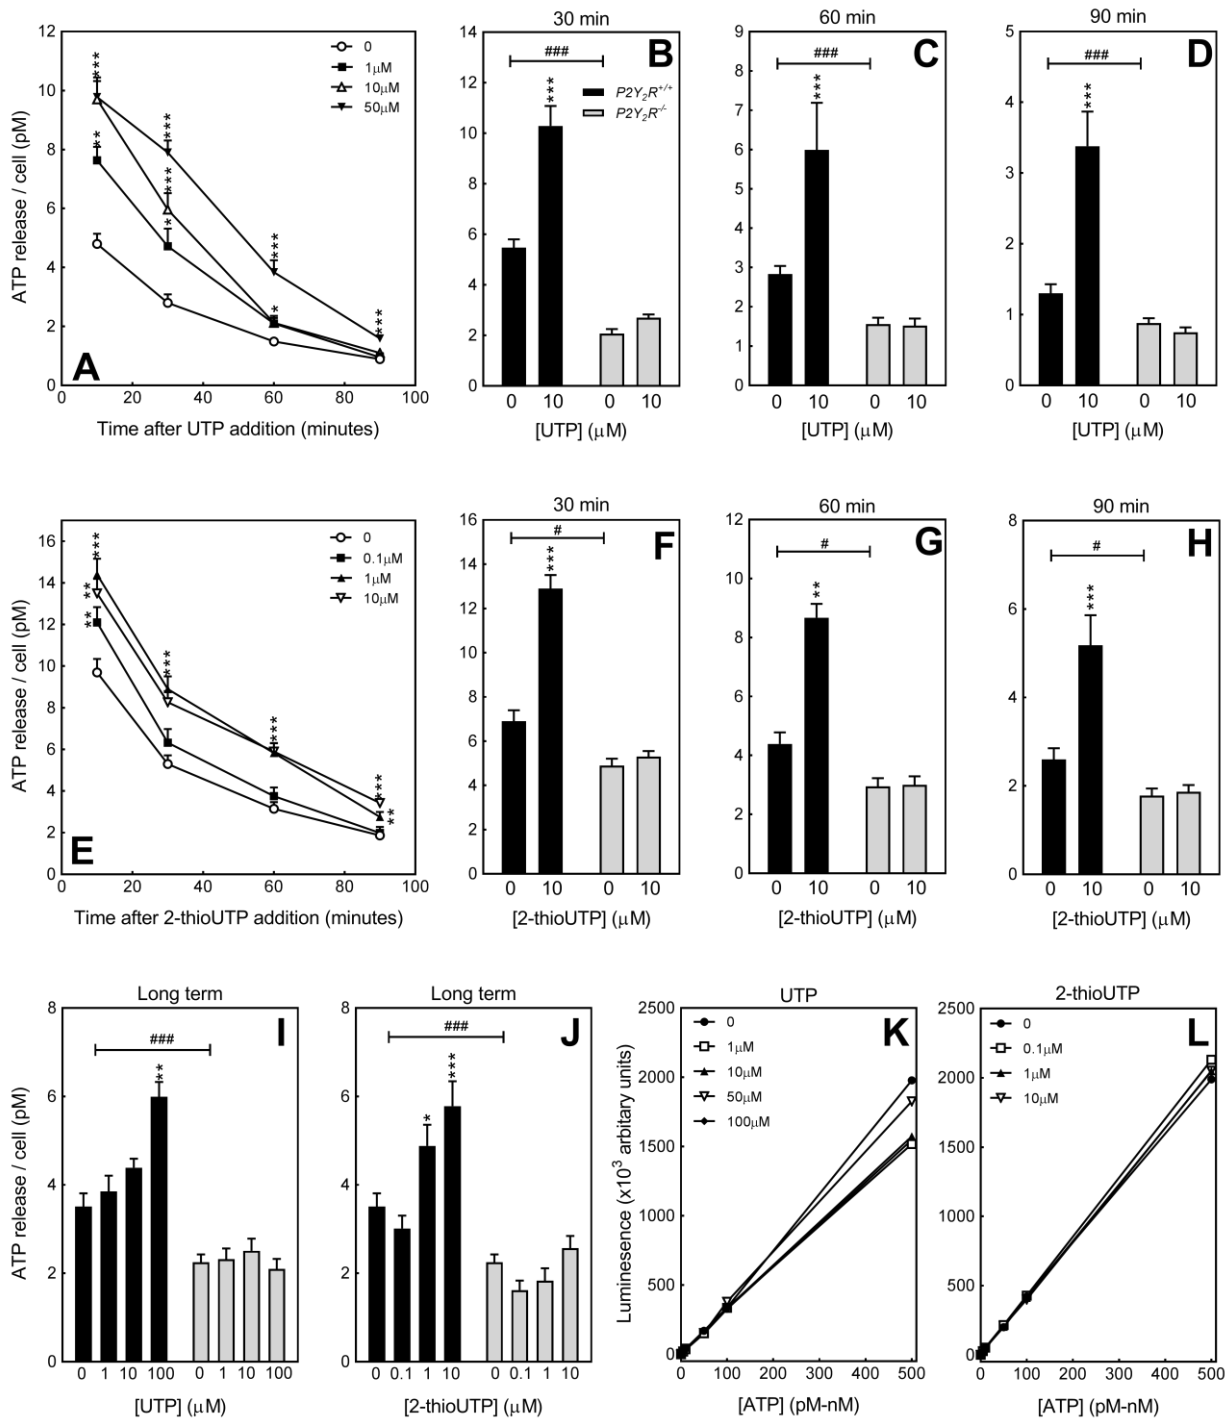 A
12
10
8
6
4
2
0
0 20 40 60 80 100
ATP release / cell (pM)
Time after UTP addition (minutes)
0
1µM
10µM
50µM
***
**
***
***
*
***
**
***
30 min
B
14
12
10
8
6
4
2
0
###
***
P2Y2R+/+
P2Y2R-/-
0 10 0 10
[UTP] (µM)
60 min
C
9
8
7
6
5
4
3
2
1
0
###
***
0 10 0 10
[UTP] (µM)
90 min
D
5
4
3
2
1
0
###
***
0 10 0 10
[UTP] (µM)
E
16
14
12
10
8
6
4
2
0
0 20 40 60 80 100
ATP release / cell (pM)
Time after 2-thioUTP addition (minutes)
0
0.1µM
1µM
10µM
***
**
**
***
***
***
**
30 min
F
16
14
12
10
8
6
4
2
0
#
***
0 10 0 10
[2-thioUTP] (µM)
60 min
G
12
10
8
6
4
2
0
#
**
0 10 0 10
[2-thioUTP] (µM)
90 min
H
8
6
4
2
0
#
***
0 10 0 10
[2-thioUTP] (µM)
Long term
I
8
6
4
2
0
ATP release / cell (pM)
###
**
0 1 10 100 0 1 10 100
[UTP] (µM)
Long term
J
8
6
4
2
0
###
*
***
0 0.1 1 10 0 0.1 1 10
[2-thioUTP] (µM)
UTP
K
2500
2000
1500
1000
500
0
Luminesence (x10³ arbitary units)
0
1µM
10µM
50µM
100µM
0 100 200 300 400 500
[ATP] (pM-nM)
2-thioUTP
L
2500
2000
1500
1000
500
0
0
0.1µM
1µM
10µM
0 100 200 300 400 500
[ATP] (pM-nM)